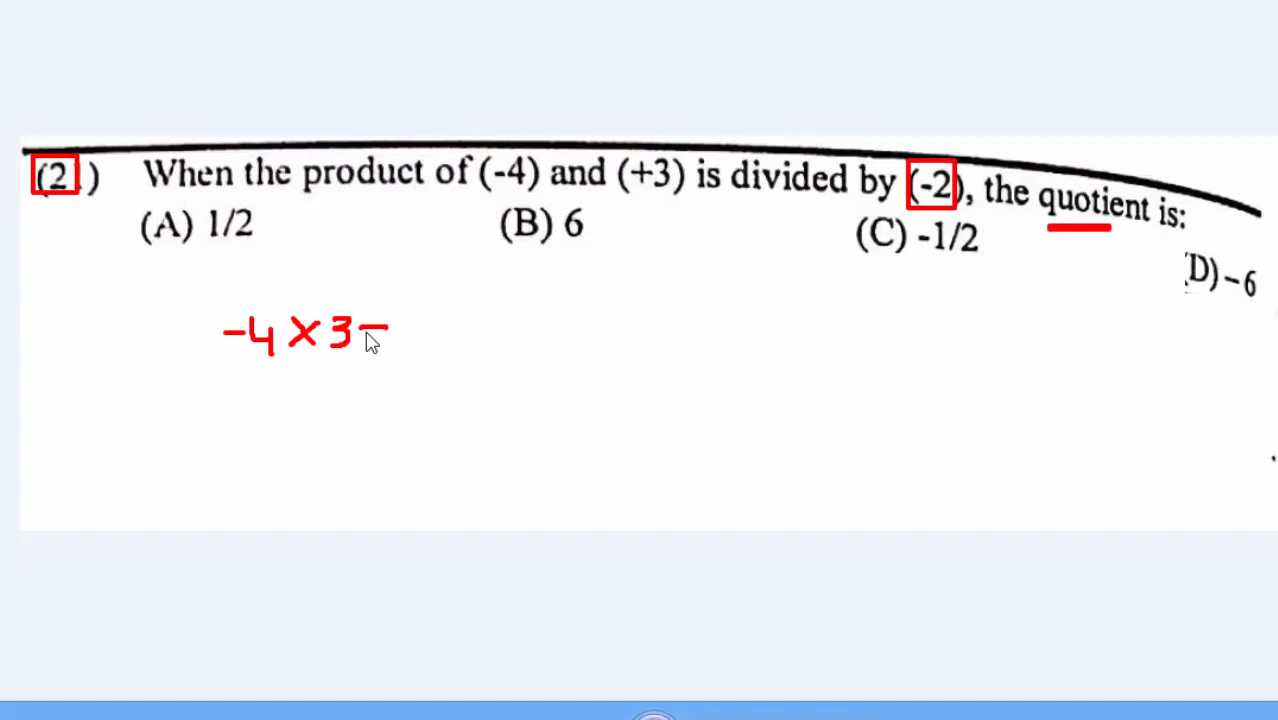 (2.) When the product of (-4) and (+3) is divided by (-2), the quotient is:
(A) 1/2 (B) 6 (C) -1/2 (D) -6
-4 × 3 -